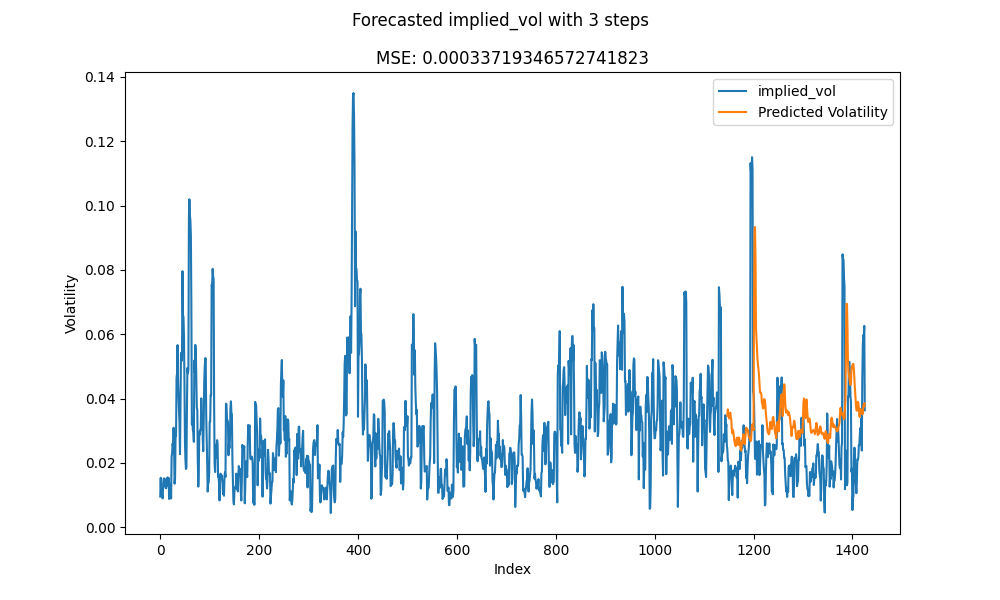 Forecasted implied_vol with 3 steps
MSE: 0.00033719346572741823
implied_vol
Predicted Volatility
Volatility
0.14
0.12
0.10
0.08
0.06
0.04
0.02
0.00
0 200 400 600 800 1000 1200 1400
Index